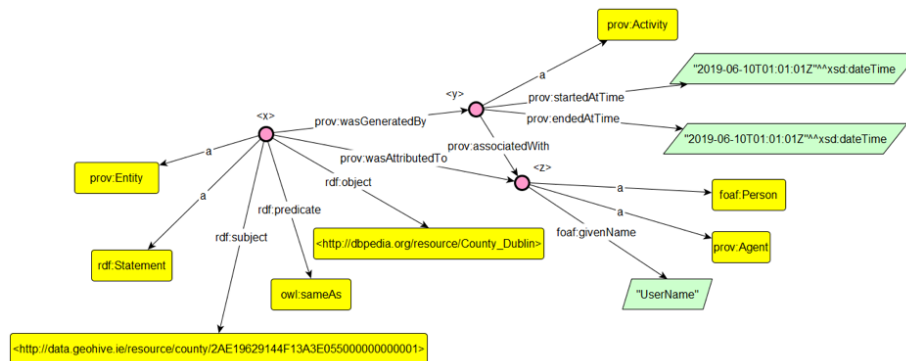 prov:Activity
"2019-06-10T01:01:01Z"^^xsd:dateTime
a
<y>
prov:startedAtTime
<x>
prov:wasGeneratedBy
prov:endedAtTime
"2019-06-10T01:01:01Z"^^xsd:dateTime
prov:associatedWith
a
prov:wasAttributedTo
<z>
prov:Entity
rdf:object
a
foaf:Person
a
rdf:predicate
a
rdf:subject
foaf:givenName
<http://dbpedia.org/resource/County_Dublin>
prov:Agent
rdf:Statement
owl:sameAs
"UserName"
<http://data.geohive.ie/resource/county/2AE19629144F13A3E055000000000001>